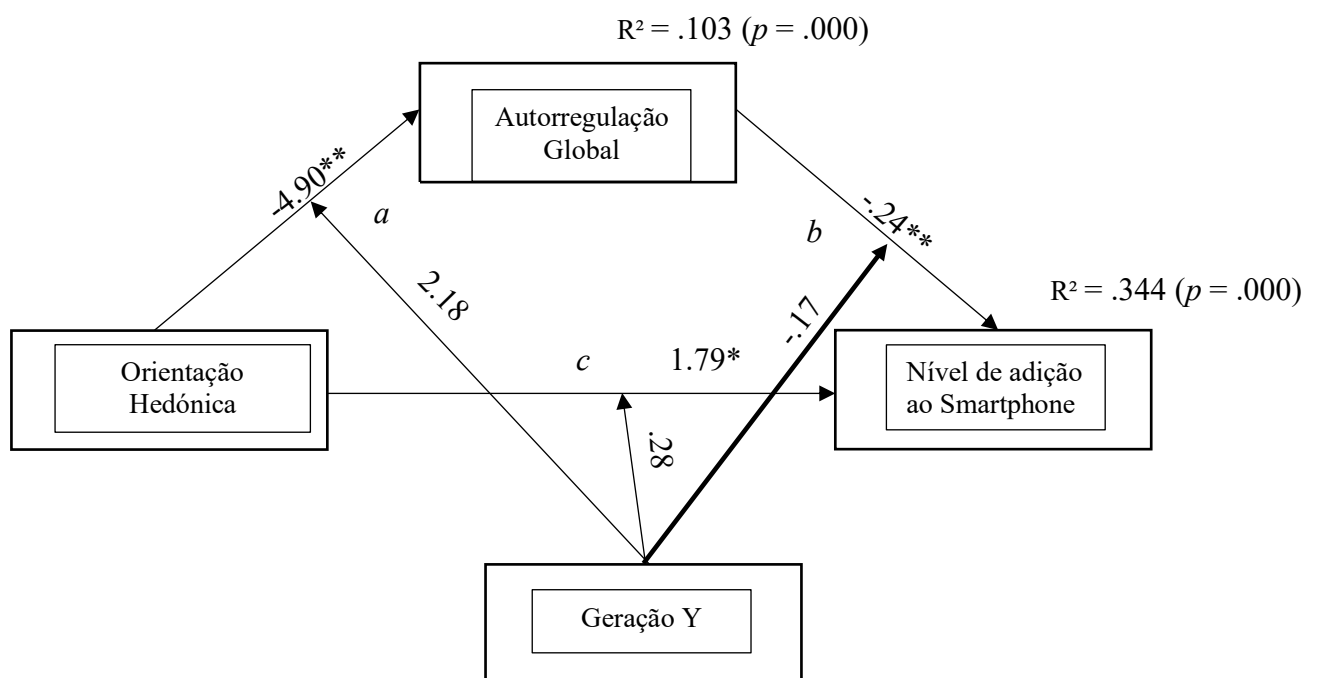 R² = .103 (p = .000)
Autorregulação
Global
-4.90**
a
-.24**
b
2.18
-.17
R² = .344 (p = .000)
Orientação
Hedónica
c
1.79*
Nível de adição
ao Smartphone
.28
Geração Y